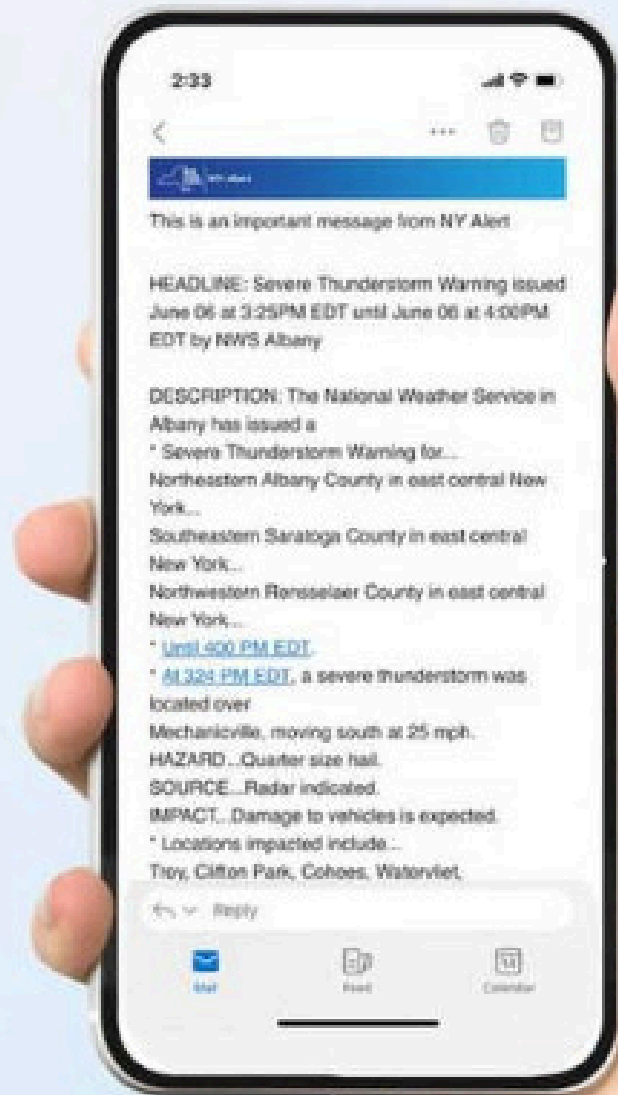 2:33
NY Alert
This is an important message from NY Alert
HEADLINE: Severe Thunderstorm Warning issued
June 06 at 3:25PM EDT until June 06 at 4:00PM
EDT by NWS Albany
DESCRIPTION: The National Weather Service in
Albany has issued a
* Severe Thunderstorm Warning for...
Northeastern Albany County in east central New
York...
Southeastern Saratoga County in east central
New York...
Northwestern Rensselaer County in east central
New York...
* Until 400 PM EDT.
* At 324 PM EDT, a severe thunderstorm was
located over
Mechanicville, moving south at 25 mph.
HAZARD...Quarter size hail.
SOURCE...Radar indicated.
IMPACT...Damage to vehicles is expected.
* Locations impacted include...
Troy, Clifton Park, Cohoes, Watervliet,
Reply
Mail
Feed
Calendar